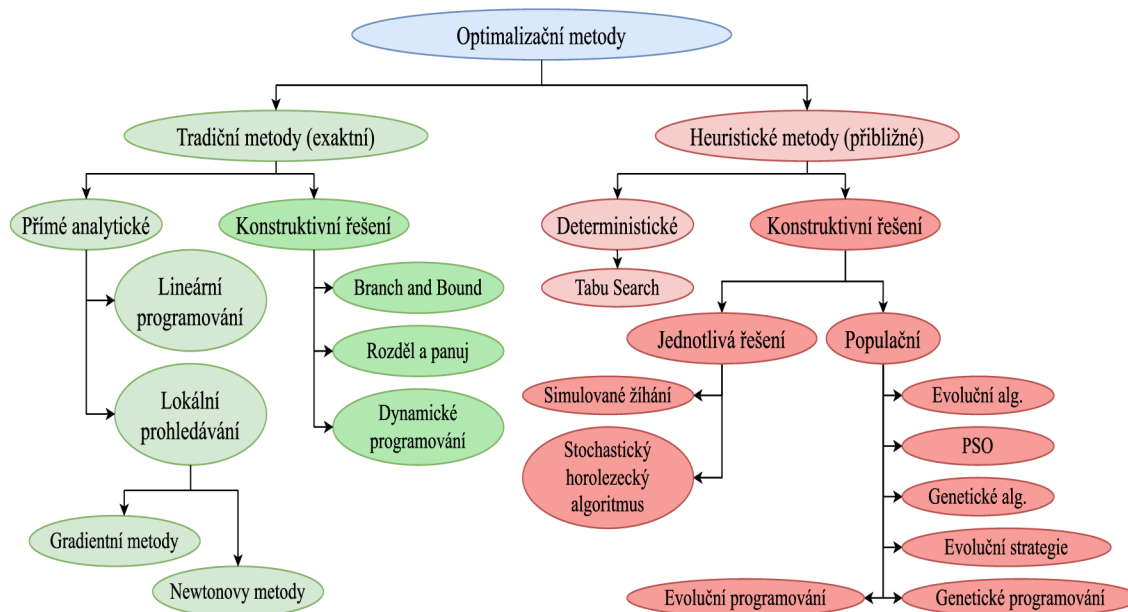 Optimalizační metody
Tradiční metody (exaktní)
Heuristické metody (přibližné)
Přímé analytické
Konstruktivní řešení
Deterministické
Konstruktivní řešení
Lineární
programování
Branch and Bound
Tabu Search
Rozděl a panuj
Jednotlivá řešení
Populační
Lokální
prohledávání
Dynamické
programování
Simulované žíhání
Evoluční alg.
Stochastický
horolezecký
algoritmus
PSO
Genetické alg.
Gradientní metody
Evoluční strategie
Newtonovy metody
Evoluční programování
Genetické programování